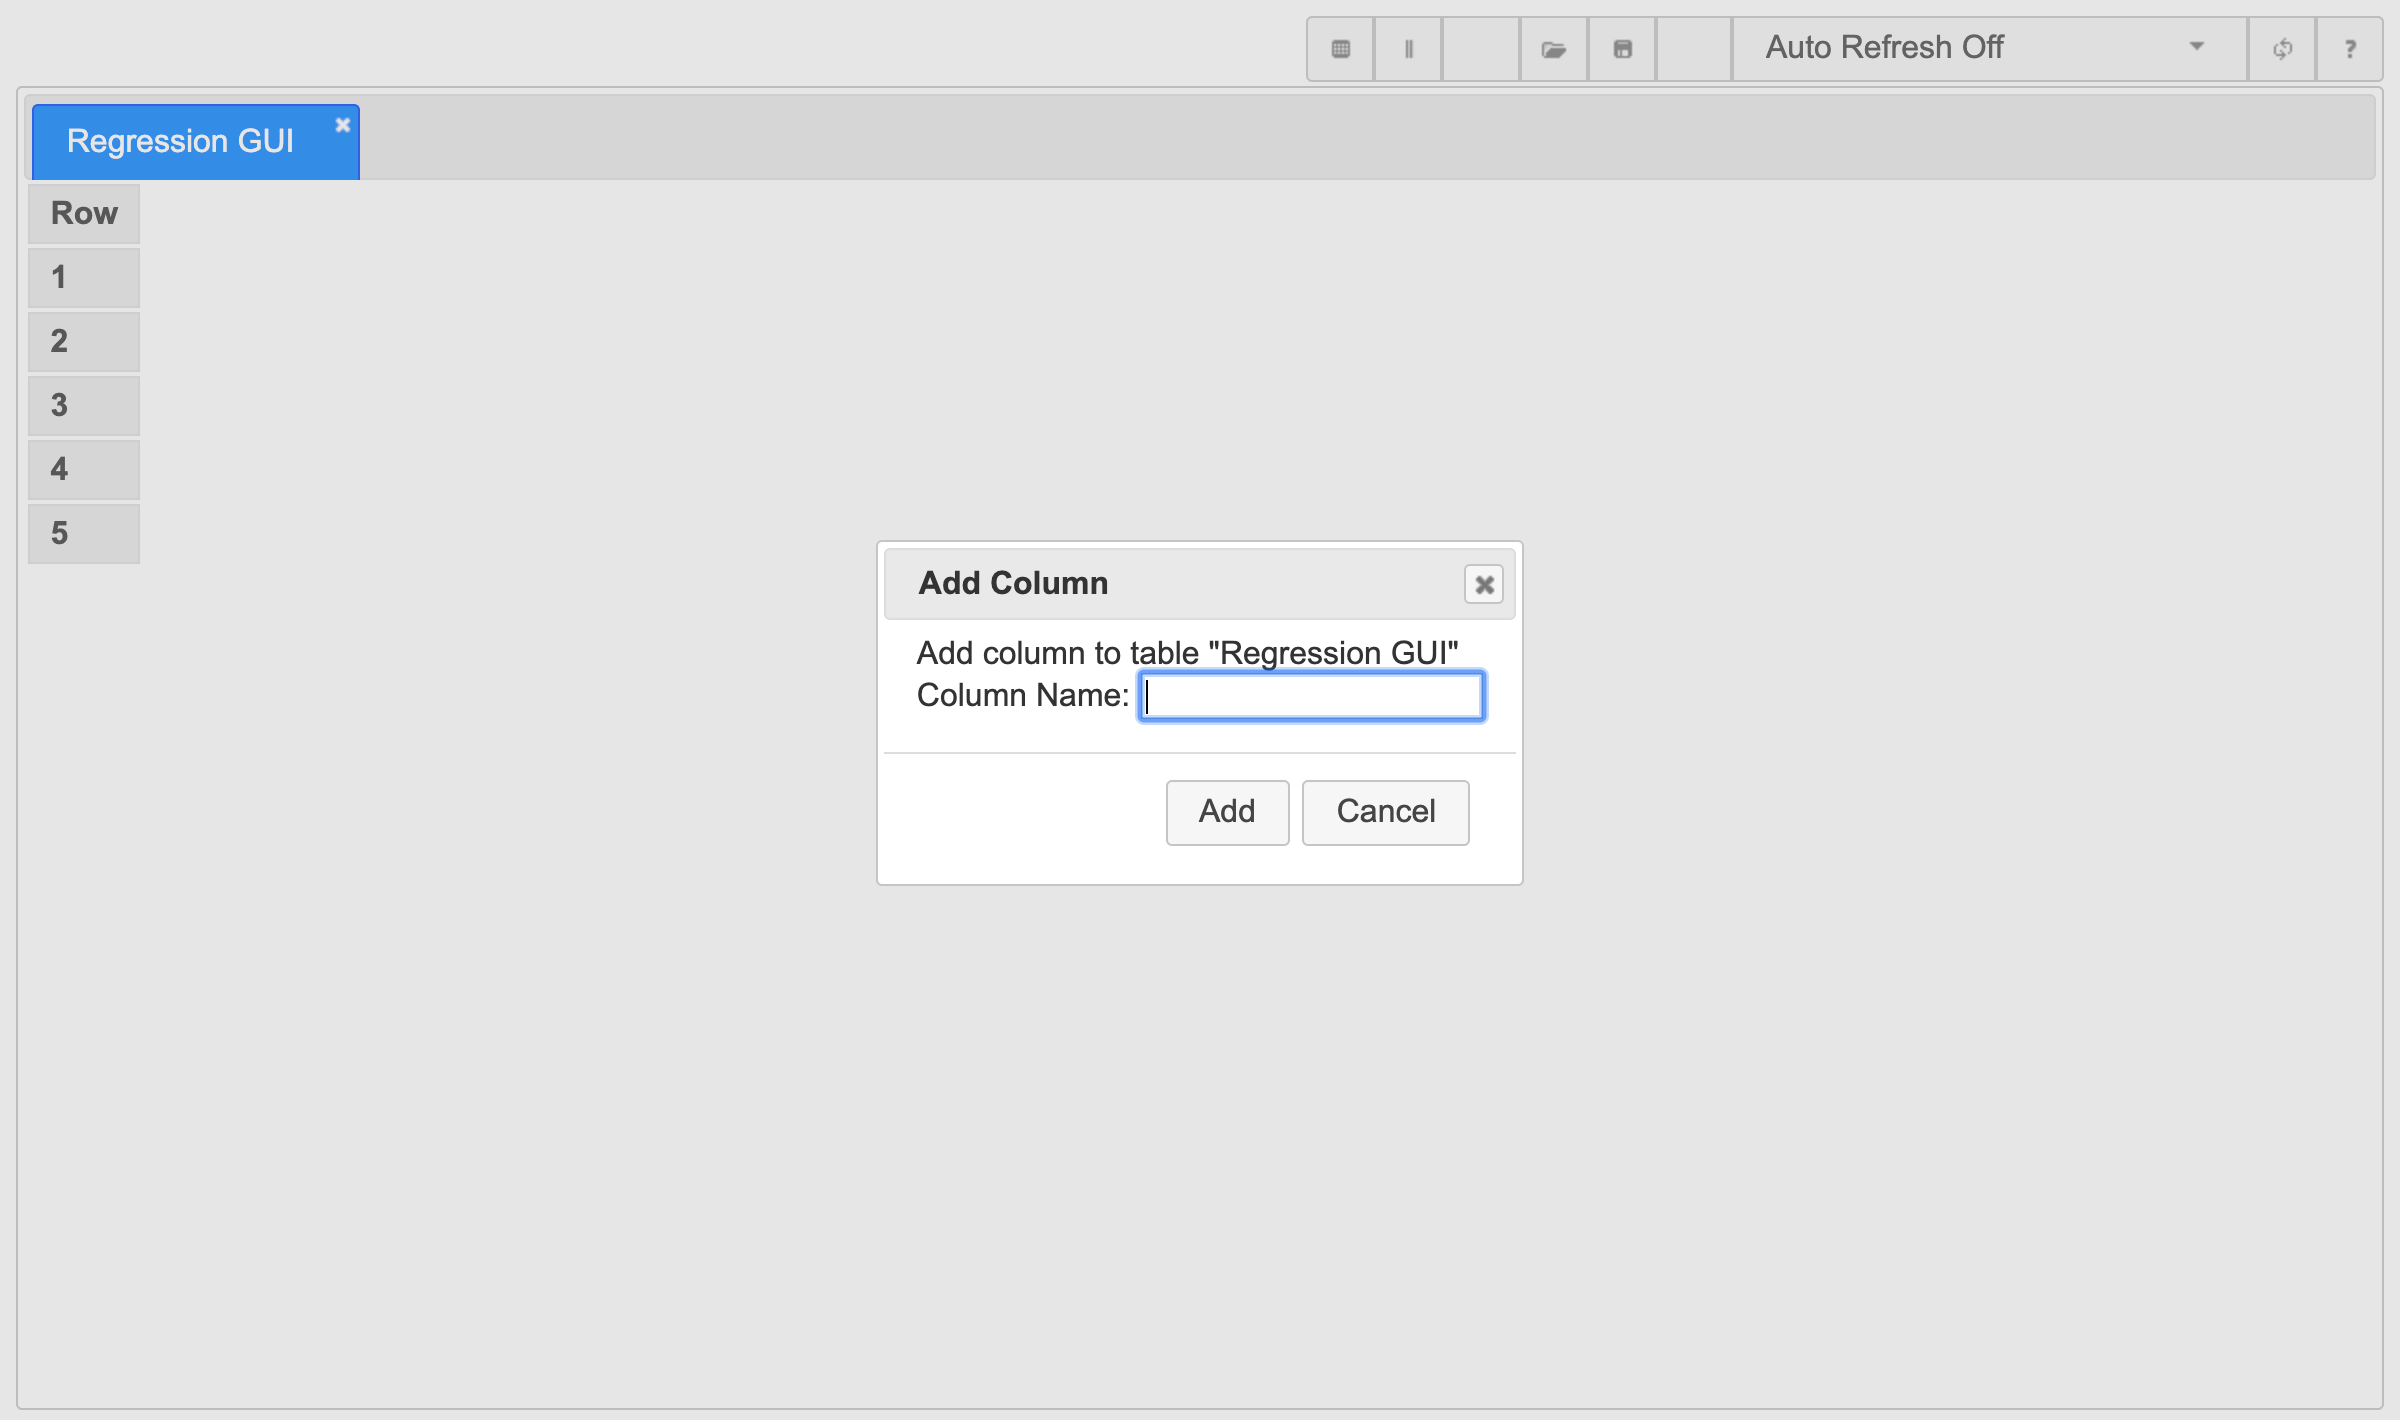 Auto Refresh Off
?
Regression GUI
Row
1
2
3
4
5
Add Column
Add column to table "Regression GUI"
Column Name:
Add
Cancel